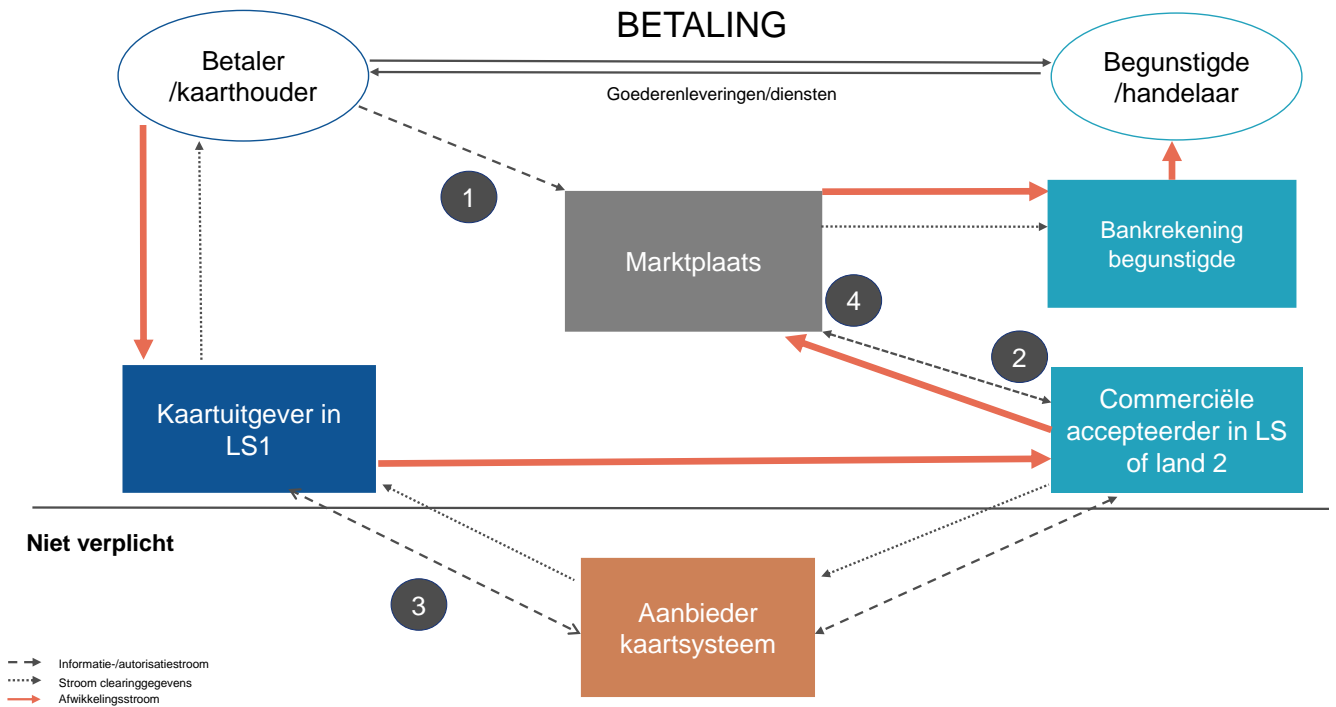 BETALING
Betaler
/kaarthouder
Begunstigde
/handelaar
Goederenleveringen/diensten
1
Marktplaats
Bankrekening
begunstigde
4
2
Kaartuitgever in
LS1
Commerciële
accepteerder in LS
of land 2
Niet verplicht
3
Aanbieder
kaartsysteem
Informatie-/autorisatiestroom
Stroom clearinggegevens
Afwikkelingsstroom